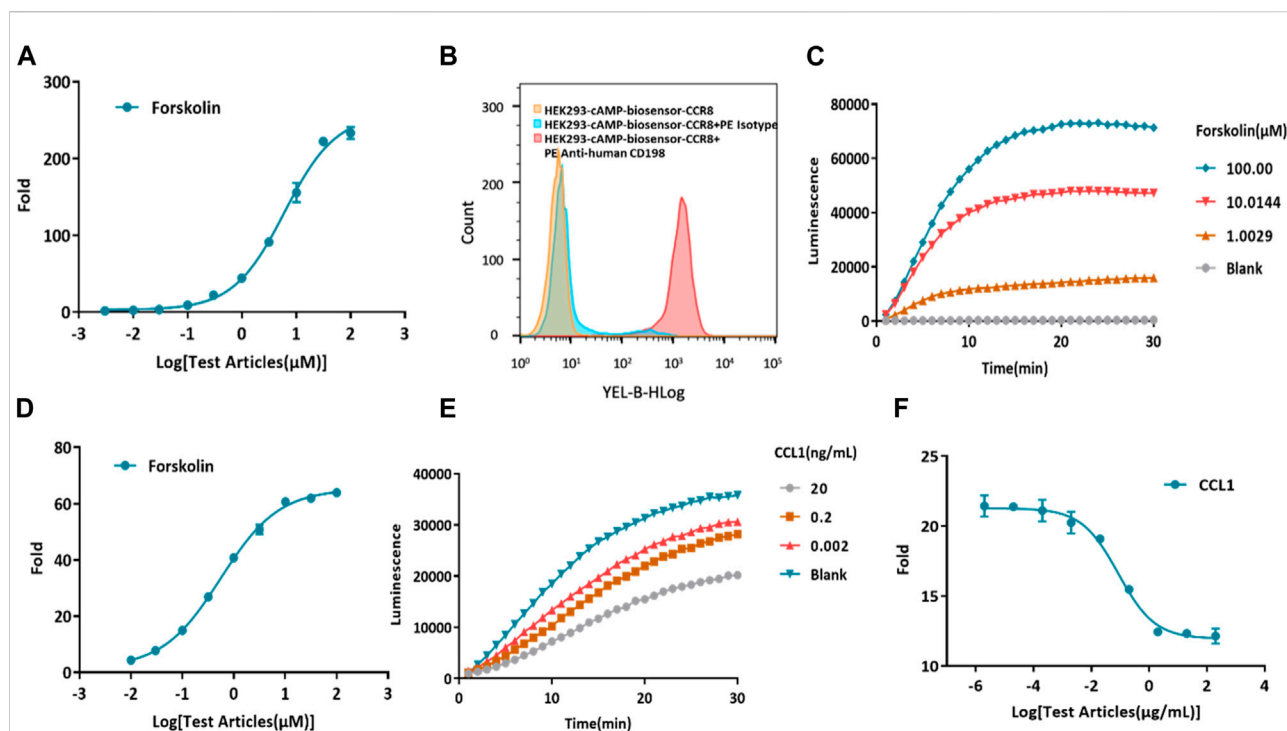 A
Forskolin
300
200
100
0
Fold
-3 -2 -1 0 1 2 3
Log[Test Articles(µM)]
B
HEK293-cAMP-biosensor-CCR8
HEK293-cAMP-biosensor-CCR8+PE Isotype
HEK293-cAMP-biosensor-CCR8+
PE Anti-human CD198
300
200
100
0
Count
10⁰ 10¹ 10² 10³ 10⁴ 10⁵
YEL-B-HLog
C
80000
60000
40000
20000
0
Luminescence
0 10 20 30
Time(min)
Forskolin(µM)
100.00
10.0144
1.0029
Blank
D
Forskolin
80
60
40
20
0
Fold
-3 -2 -1 0 1 2 3
Log[Test Articles(µM)]
E
40000
30000
20000
10000
0
Luminescence
0 10 20 30
Time(min)
CCL1(ng/mL)
20
0.2
0.002
Blank
F
CCL1
25
20
15
10
Fold
-6 -4 -2 0 2 4
Log[Test Articles(µg/mL)]